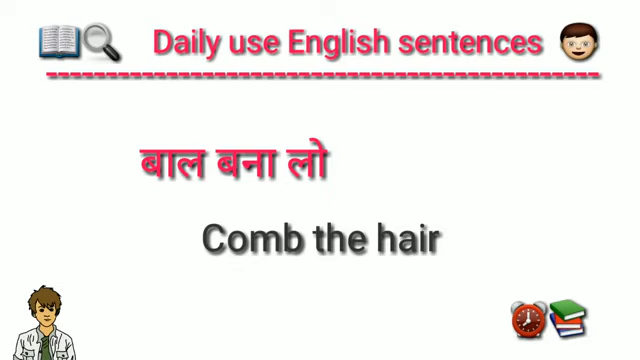 Daily use English sentences
बाल बना लो
Comb the hair